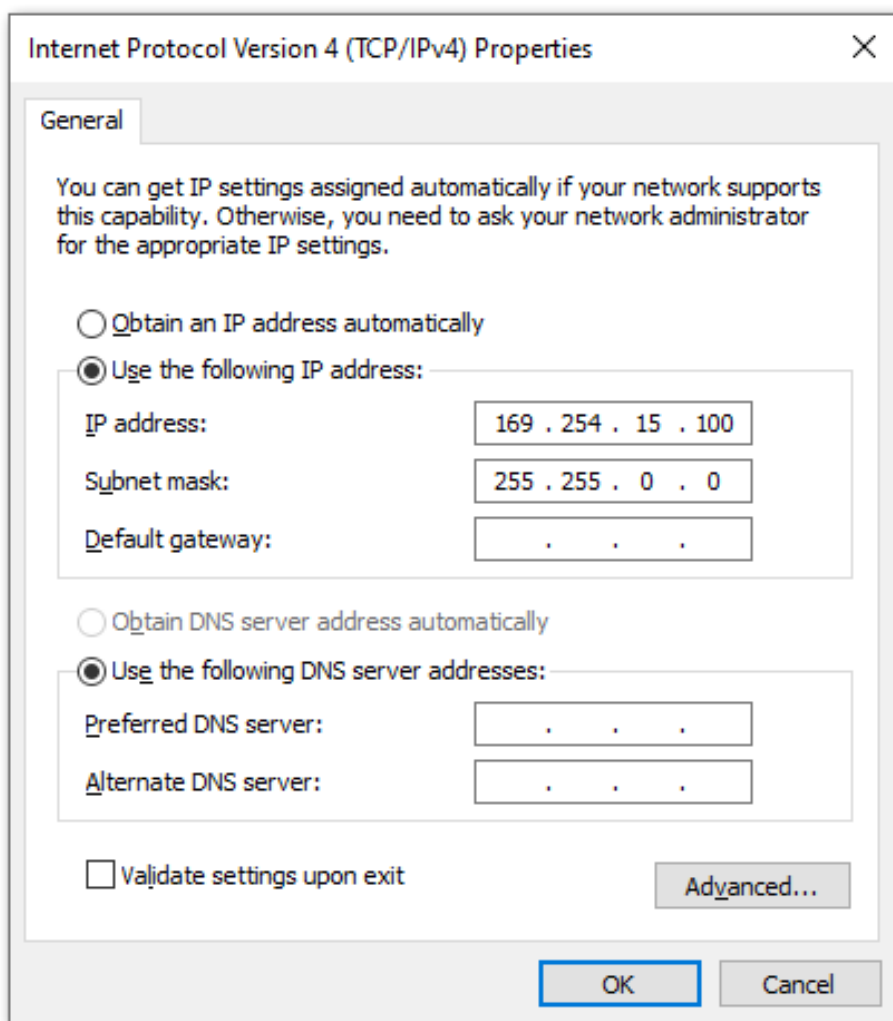 Internet Protocol Version 4 (TCP/IPv4) Properties
General
You can get IP settings assigned automatically if your network supports
this capability. Otherwise, you need to ask your network administrator
for the appropriate IP settings.
Obtain an IP address automatically
Use the following IP address:
IP address: 169 . 254 . 15 . 100
Subnet mask: 255 . 255 . 0 . 0
Default gateway: . . .
Obtain DNS server address automatically
Use the following DNS server addresses:
Preferred DNS server: . . .
Alternate DNS server: . . .
Validate settings upon exit
Advanced...
OK Cancel